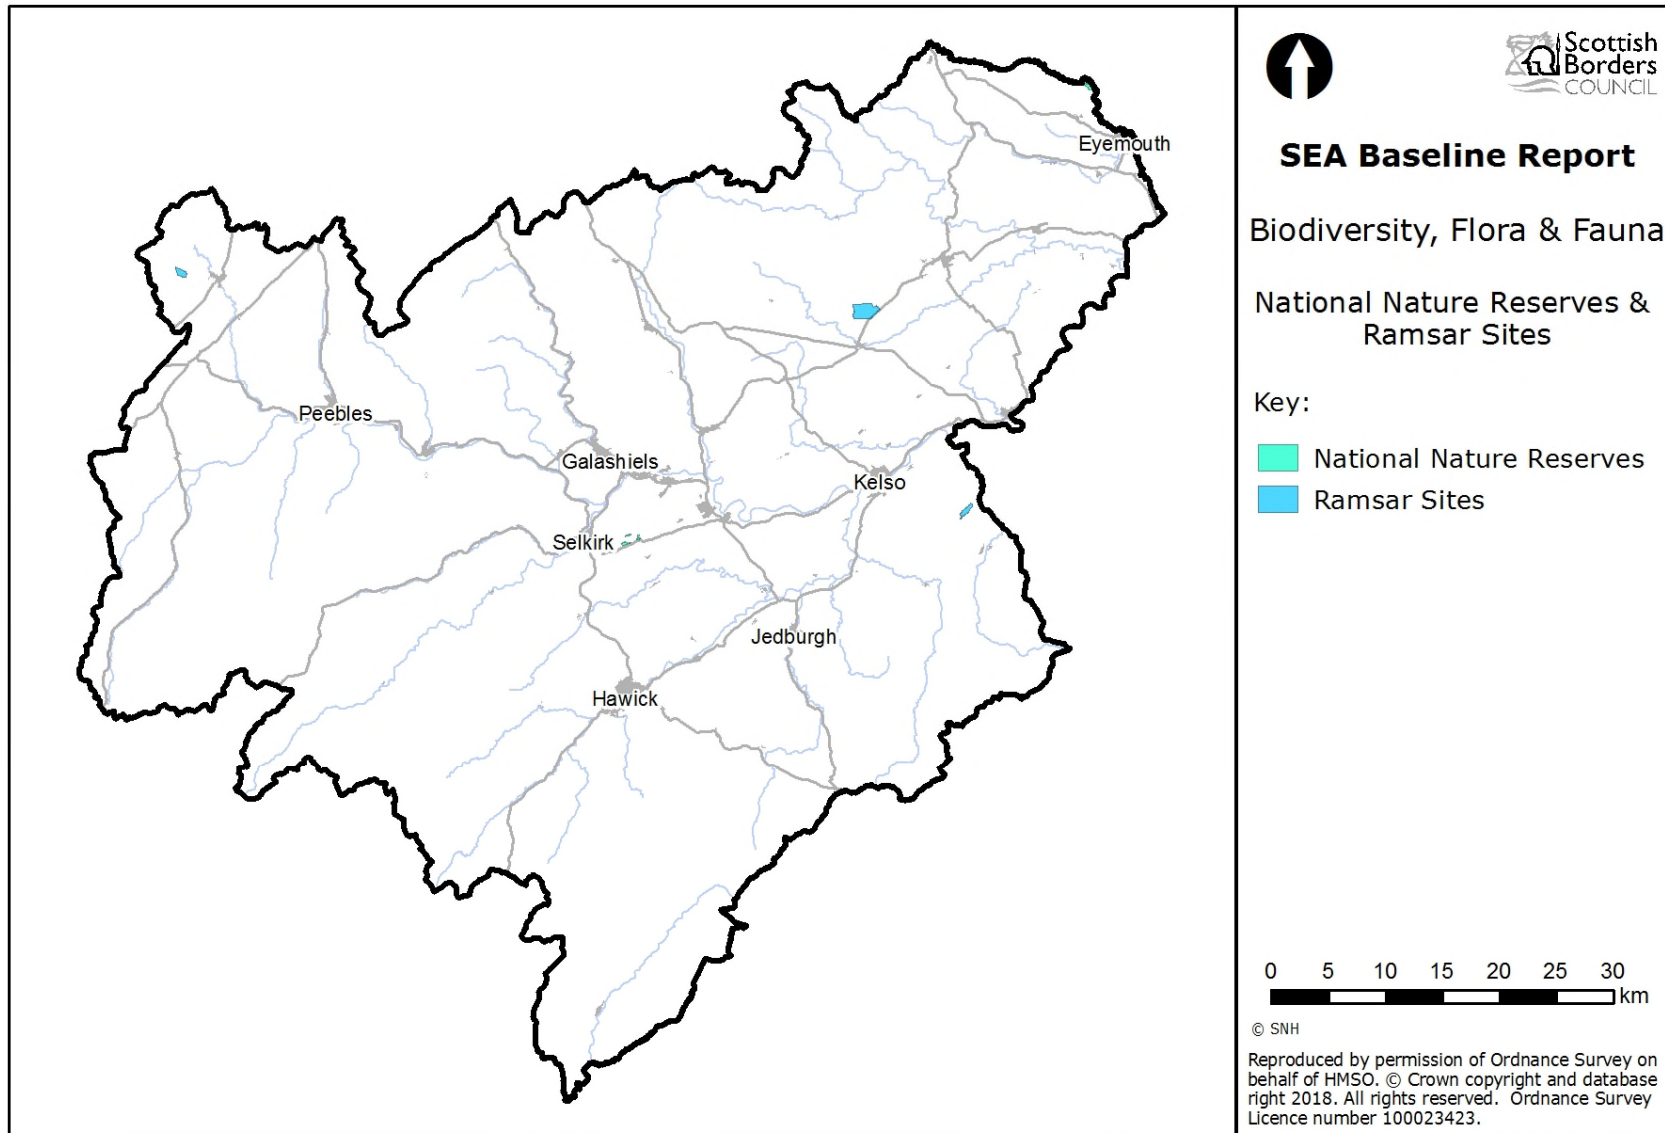 Scottish
Borders
COUNCIL
SEA Baseline Report
Biodiversity, Flora & Fauna
National Nature Reserves &
Ramsar Sites
Key:
National Nature Reserves
Ramsar Sites
Eyemouth
Peebles
Galashiels
Kelso
Selkirk
Jedburgh
Hawick
0 5 10 15 20 25 30
km
© SNH
Reproduced by permission of Ordnance Survey on
behalf of HMSO. © Crown copyright and database
right 2018. All rights reserved. Ordnance Survey
Licence number 100023423.